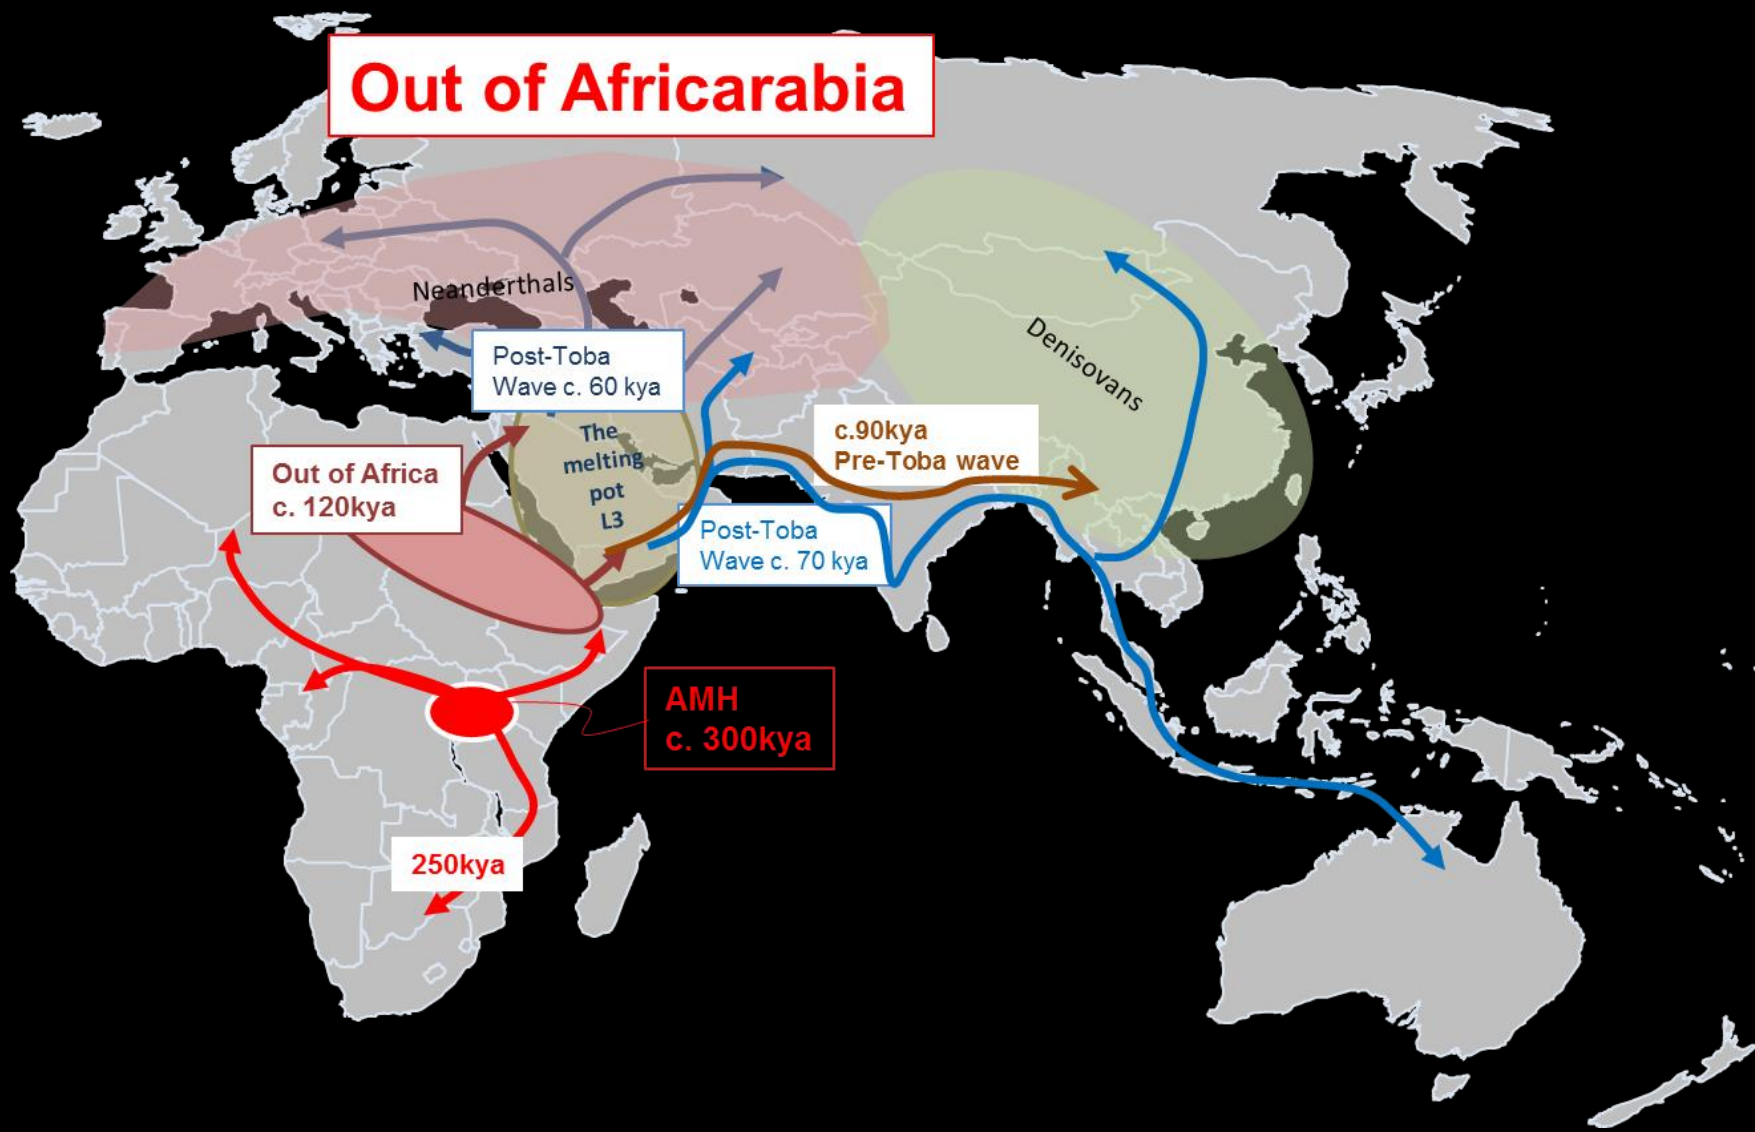 Out of Africarabia
Neanderthals
Post-Toba
Wave c. 60 kya
Denisovans
The
melting
pot
L3
c.90kya
Pre-Toba wave
Out of Africa
c. 120kya
Post-Toba
Wave c. 70 kya
AMH
c. 300kya
250kya